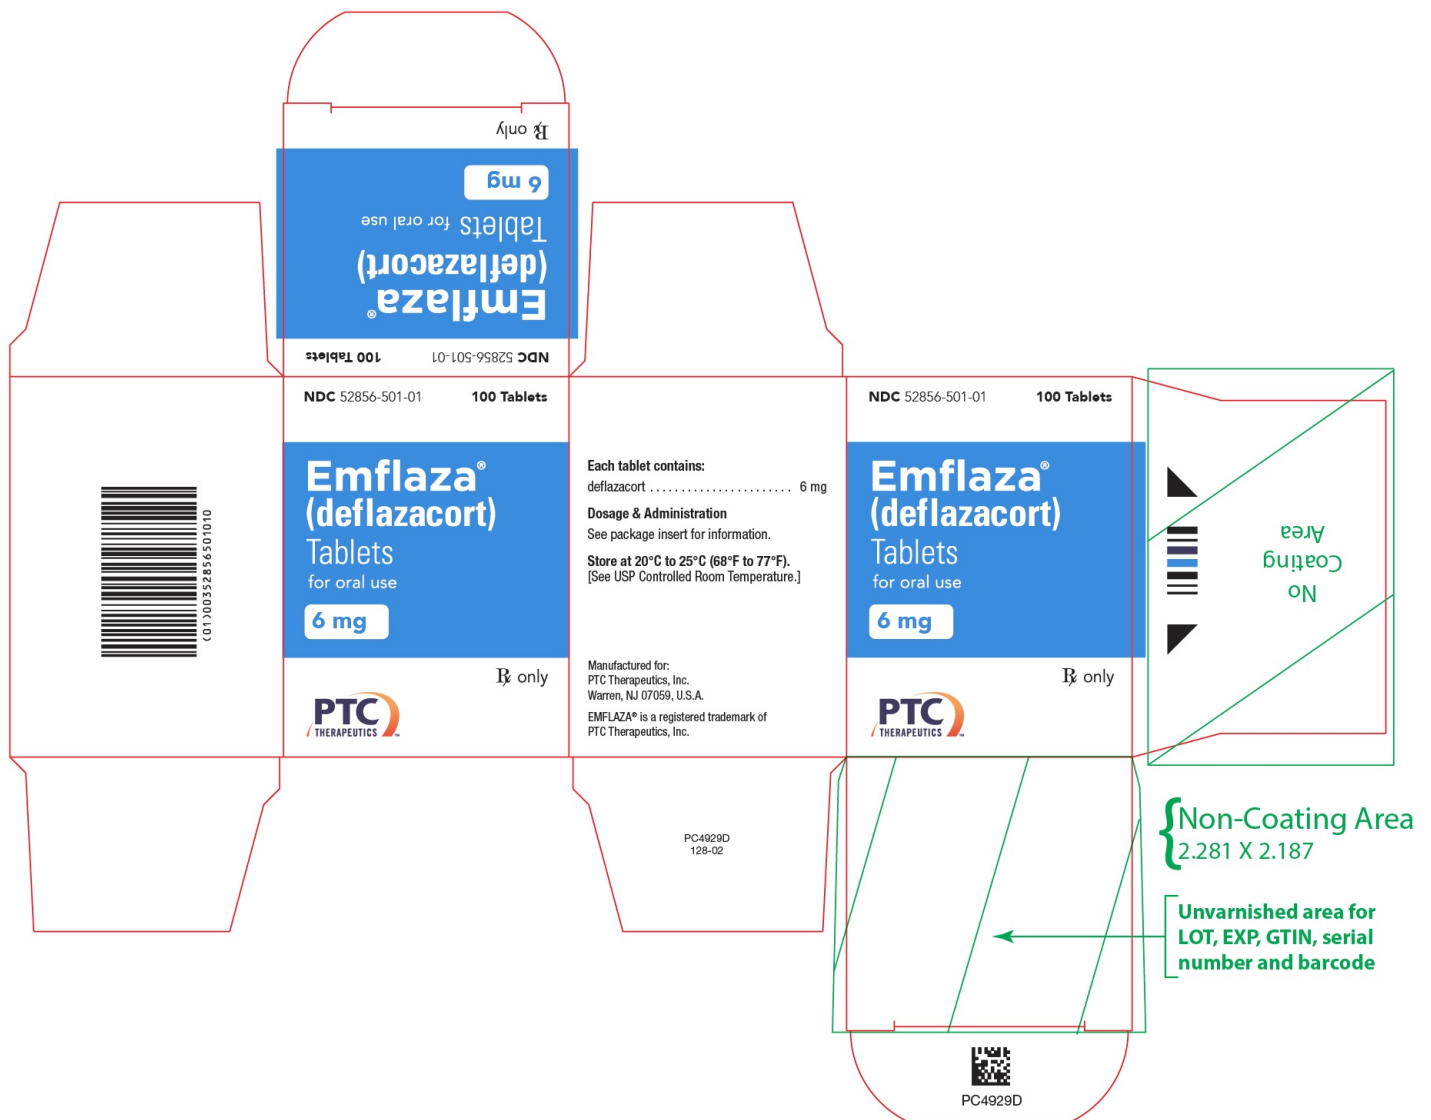 Rx only
6 mg
Tablets for oral use
(deflazacort)
Emflaza®
NDC 52856-501-01 100 Tablets
(01)00352856501010
NDC 52856-501-01 100 Tablets
Emflaza®
(deflazacort)
Tablets
for oral use
6 mg
Rx only
PTC
THERAPEUTICS™
Each tablet contains:
deflazacort . . . . . . . . . . . . . . . . . . . . . . . 6 mg
Dosage & Administration
See package insert for information.
Store at 20°C to 25°C (68°F to 77°F).
[See USP Controlled Room Temperature.]
Manufactured for:
PTC Therapeutics, Inc.
Warren, NJ 07059, U.S.A.
EMFLAZA® is a registered trademark of
PTC Therapeutics, Inc.
PC4929D
128-02
NDC 52856-501-01 100 Tablets
Emflaza®
(deflazacort)
Tablets
for oral use
6 mg
Rx only
PTC
THERAPEUTICS™
No
Coating
Area
{Non-Coating Area
2.281 X 2.187
Unvarnished area for
LOT, EXP, GTIN, serial
number and barcode
PC4929D